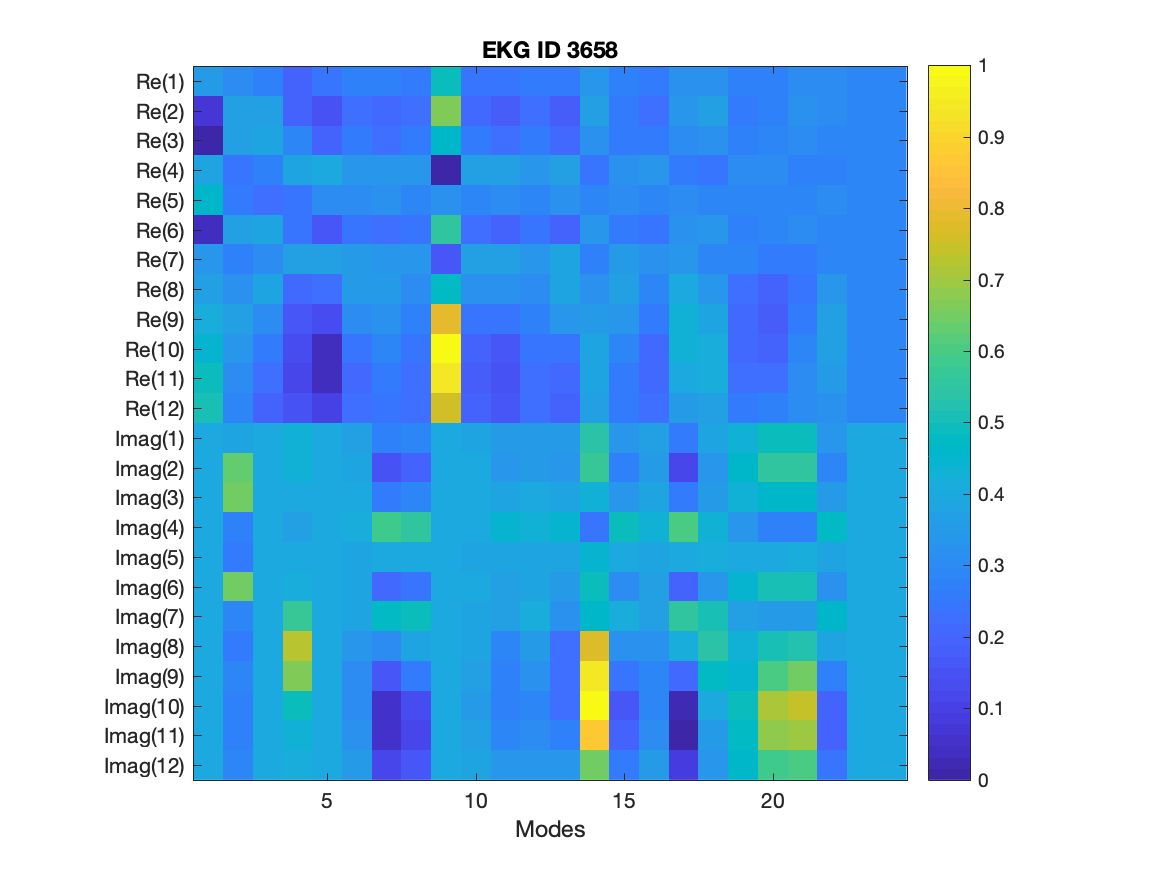 EKG ID 3658
Re(1)
Re(2)
Re(3)
Re(4)
Re(5)
Re(6)
Re(7)
Re(8)
Re(9)
Re(10)
Re(11)
Re(12)
Imag(1)
Imag(2)
Imag(3)
Imag(4)
Imag(5)
Imag(6)
Imag(7)
Imag(8)
Imag(9)
Imag(10)
Imag(11)
Imag(12)
5 10 15 20
Modes
1
0.9
0.8
0.7
0.6
0.5
0.4
0.3
0.2
0.1
0